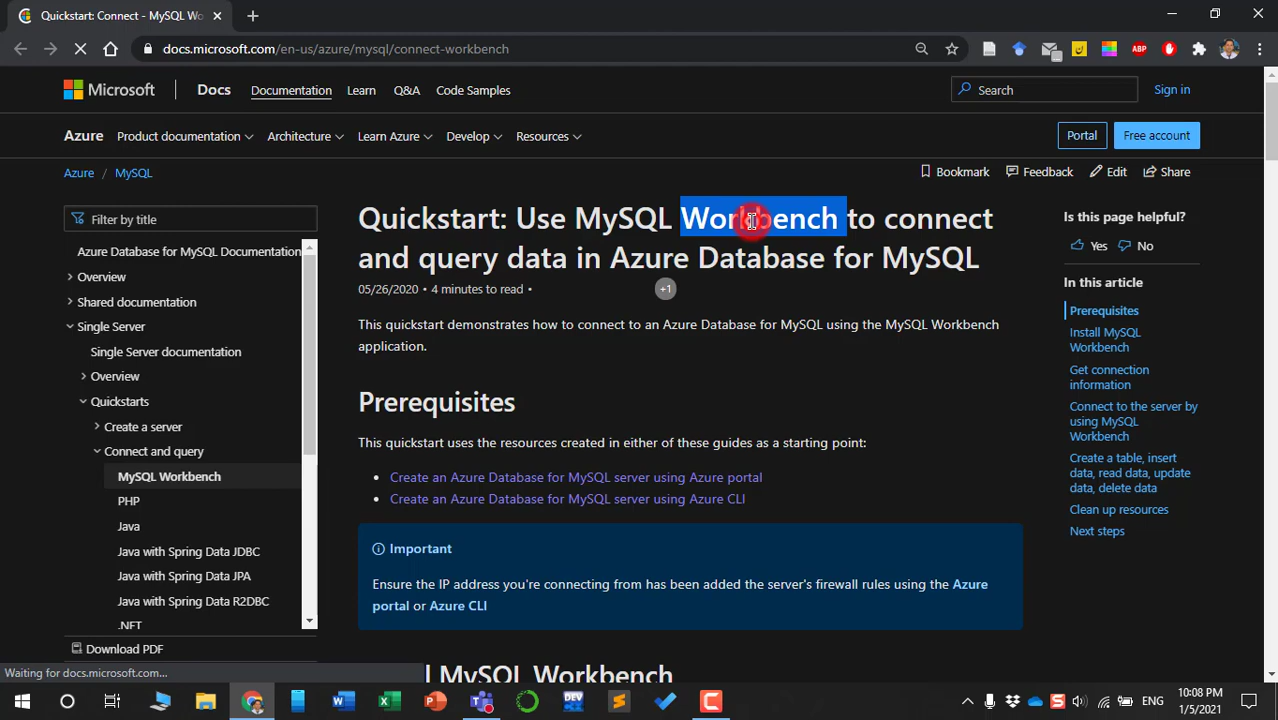 Quickstart: Connect - MySQL Wo
docs.microsoft.com/en-us/azure/mysql/connect-workbench
ABP
Microsoft
Docs
Documentation
Learn
Q&A
Code Samples
Search
Sign in
Azure
Product documentation
Architecture
Learn Azure
Develop
Resources
Portal
Free account
Azure / MySQL
Bookmark
Feedback
Edit
Share
Filter by title
Azure Database for MySQL Documentation
Overview
Shared documentation
Single Server
Single Server documentation
Overview
Quickstarts
Create a server
Connect and query
MySQL Workbench
PHP
Java
Java with Spring Data JDBC
Java with Spring Data JPA
Java with Spring Data R2DBC
.NET
Download PDF
Quickstart: Use MySQL Workbench to connect
and query data in Azure Database for MySQL
05/26/2020 • 4 minutes to read •
+1
This quickstart demonstrates how to connect to an Azure Database for MySQL using the MySQL Workbench
application.
Prerequisites
This quickstart uses the resources created in either of these guides as a starting point:
• Create an Azure Database for MySQL server using Azure portal
• Create an Azure Database for MySQL server using Azure CLI
Important
Ensure the IP address you're connecting from has been added the server's firewall rules using the Azure
portal or Azure CLI
l MySQL Workbench
Is this page helpful?
Yes
No
In this article
Prerequisites
Install MySQL
Workbench
Get connection
information
Connect to the server by
using MySQL
Workbench
Create a table, insert
data, read data, update
data, delete data
Clean up resources
Next steps
Waiting for docs.microsoft.com...
DEV
ENG
10:08 PM
1/5/2021